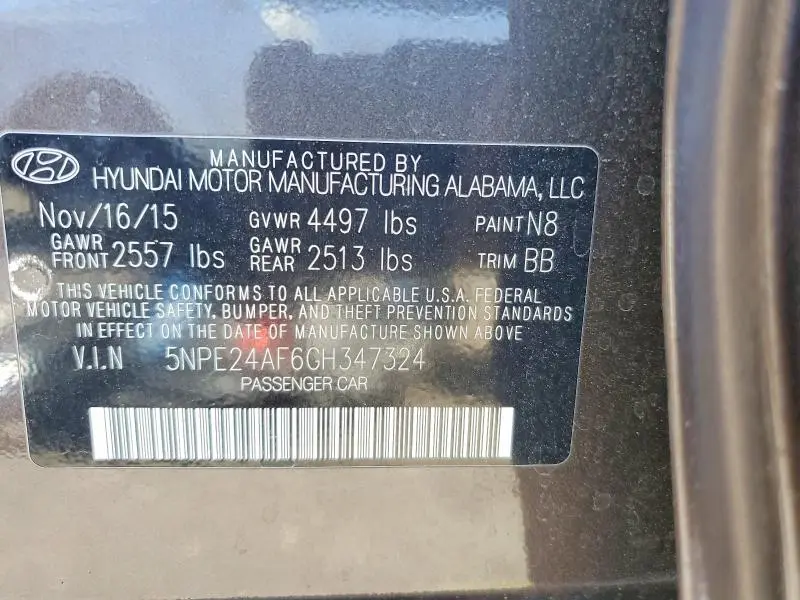 MANUFACTURED BY
HYUNDAI MOTOR MANUFACTURING ALABAMA, LLC
Nov/16/15 GVWR 4497 lbs PAINT N8
GAWR FRONT 2557 lbs GAWR REAR 2513 lbs TRIM BB
THIS VEHICLE CONFORMS TO ALL APPLICABLE U.S.A. FEDERAL
MOTOR VEHICLE SAFETY, BUMPER, AND THEFT PREVENTION STANDARDS
IN EFFECT ON THE DATE OF MANUFACTURE SHOWN ABOVE
V.I.N 5NPE24AF6GH347324
PASSENGER CAR